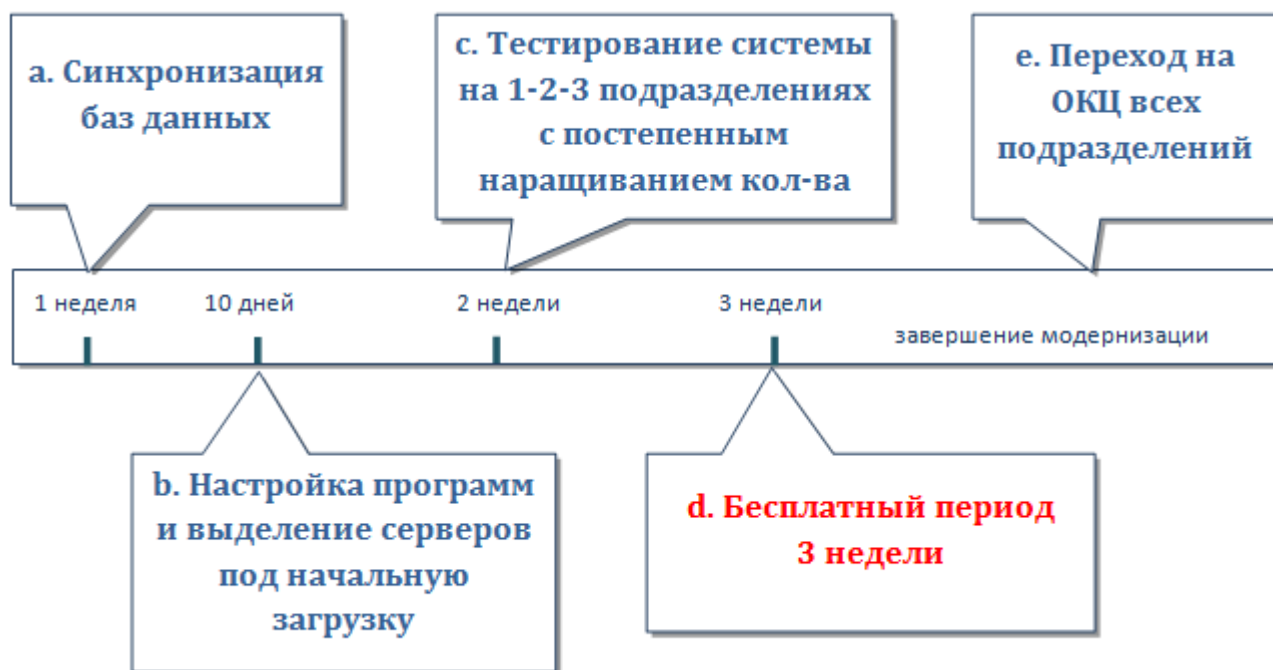 a. Синхронизация
баз данных
c. Тестирование системы
на 1-2-3 подразделениях
с постепенным
наращиванием кол-ва
e. Переход на
ОКЦ всех
подразделений
1 неделя
10 дней
2 недели
3 недели
завершение модернизации
b. Настройка программ
и выделение серверов
под начальную
загрузку
d. Бесплатный период
3 недели